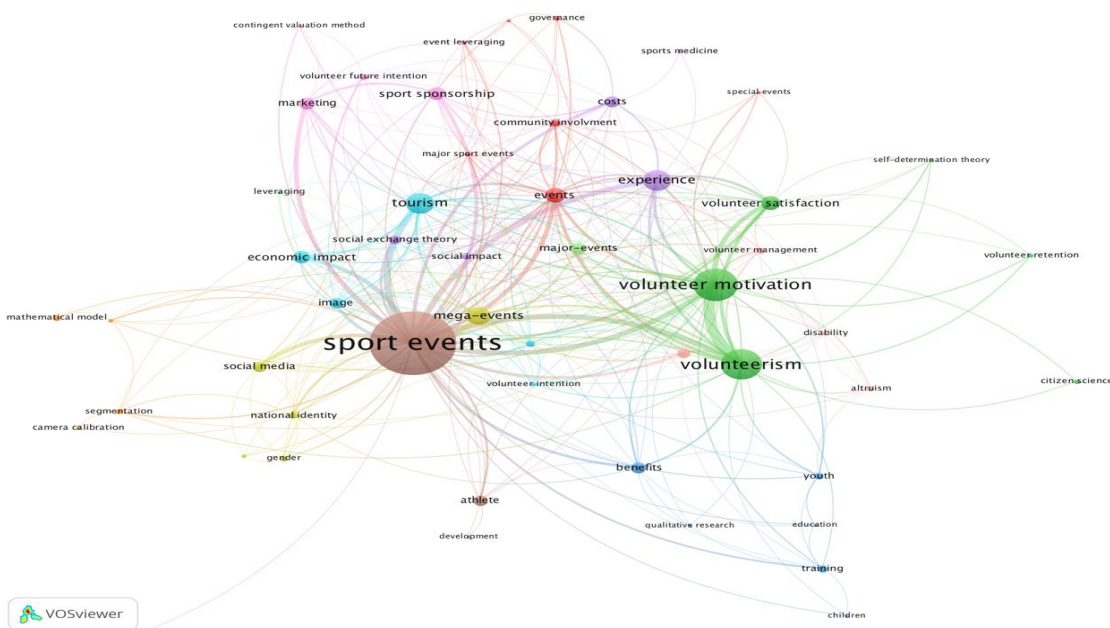 governance
contingent valuation method
event leveraging
sports medicine
volunteer future intention
special events
sport sponsorship
marketing
costs
community involvment
major sport events
self-determination theory
experience
leveraging
events
tourism
volunteer satisfaction
social exchange theory
major-events
volunteer management
economic impact
social impact
volunteer retention
volunteer motivation
image
mega-events
mathematical model
disability
sport events
social media
volunteerism
volunteer intention
citizen science
altruism
segmentation
national identity
camera calibration
gender
benefits
youth
athlete
qualitative research
education
development
training
children
VOSviewer